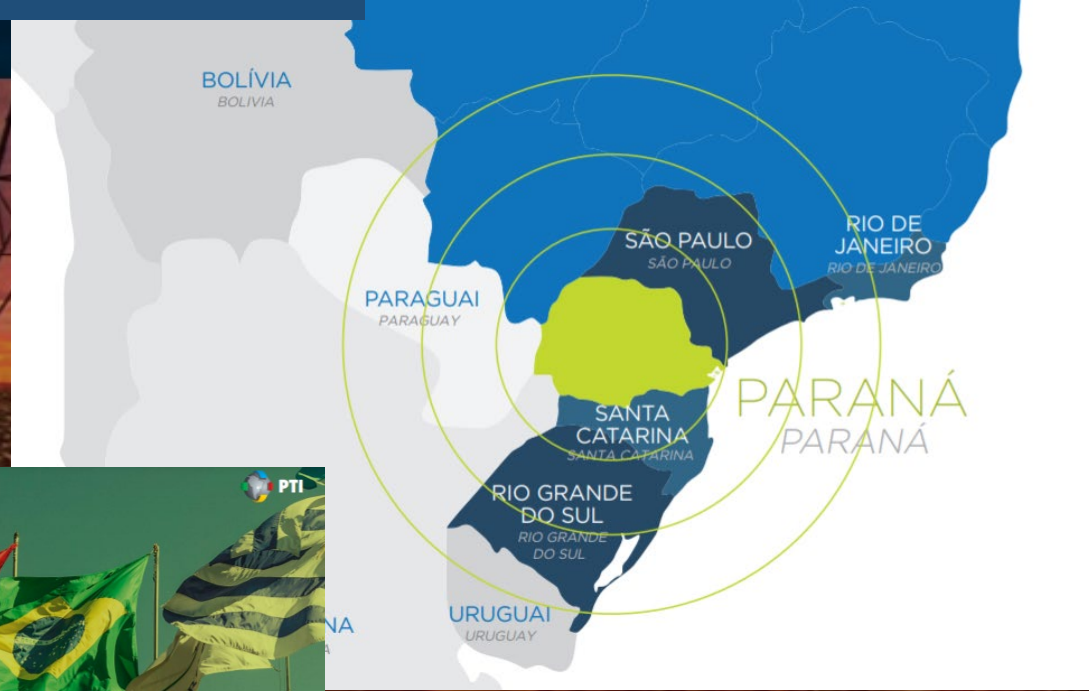 BOLÍVIA
BOLIVIA
SÃO PAULO
SÃO PAULO
RIO DE
JANEIRO
RIO DE JANEIRO
PARAGUAI
PARAGUAY
PARANÁ
PARANÁ
SANTA
CATARINA
SANTA CATARINA
RIO GRANDE
DO SUL
RIO GRANDE
DO SUL
PTI
URUGUAI
URUGUAY
NA
A